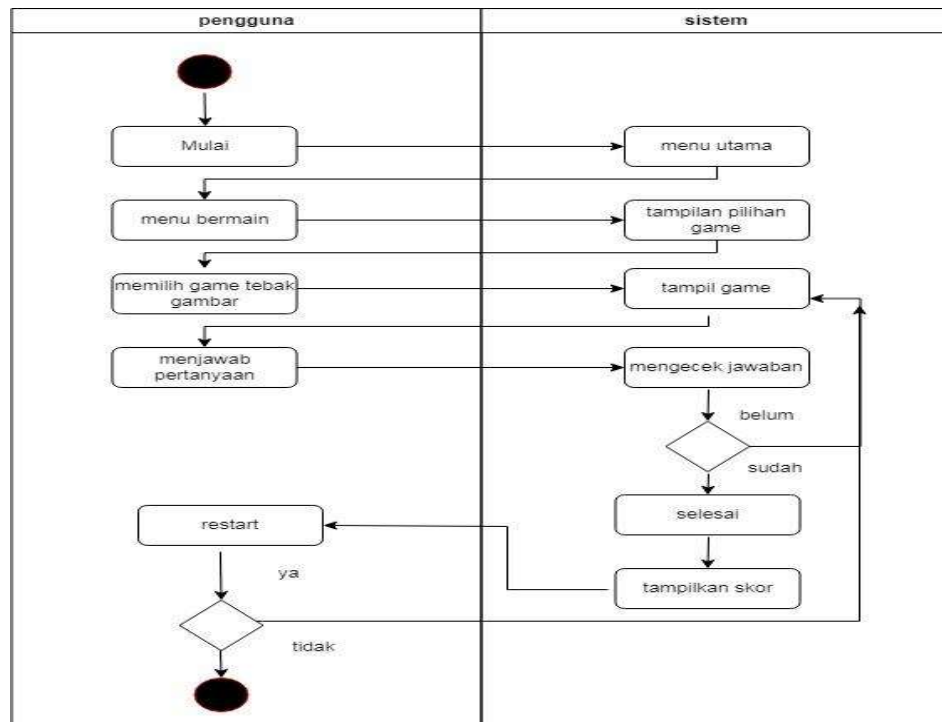 pengguna
sistem
Mulai
menu utama
menu bermain
tampilan pilihan
game
memilih game tebak
gambar
tampil game
menjawab
pertanyaan
mengecek jawaban
belum
sudah
selesai
restart
ya
tampilkan skor
tidak